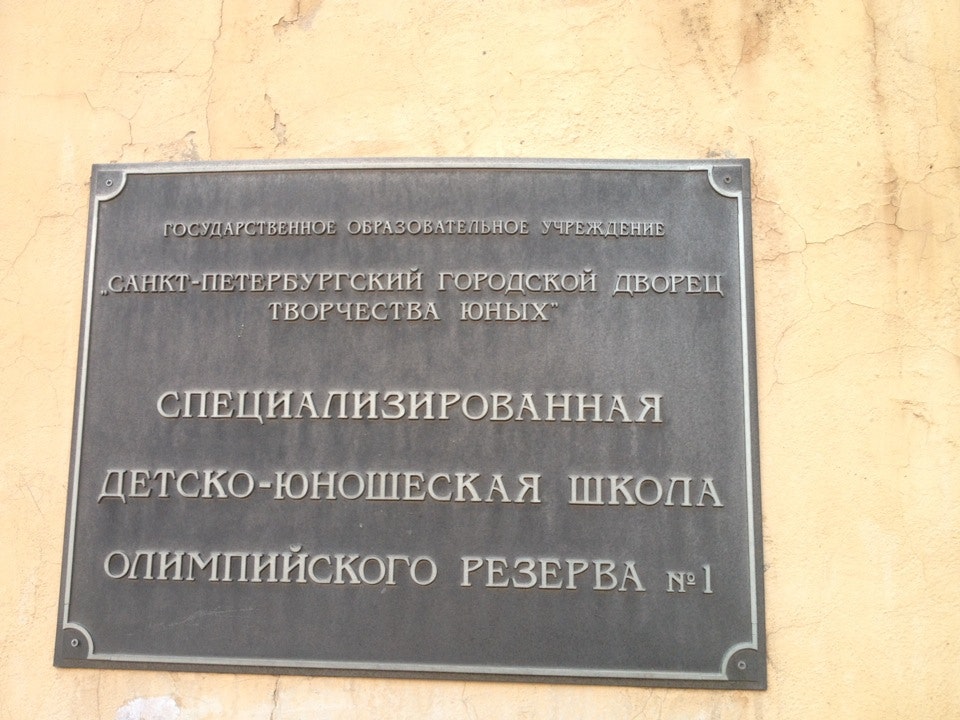 ГОСУДАРСТВЕННОЕ ОБРАЗОВАТЕЛЬНОЕ УЧРЕЖДЕНИЕ
„САНКТ-ПЕТЕРБУРГСКИЙ ГОРОДСКОЙ ДВОРЕЦ
ТВОРЧЕСТВА ЮНЫХ“
СПЕЦИАЛИЗИРОВАННАЯ
ДЕТСКО-ЮНОШЕСКАЯ ШКОЛА
ОЛИМПИЙСКОГО РЕЗЕРВА №1